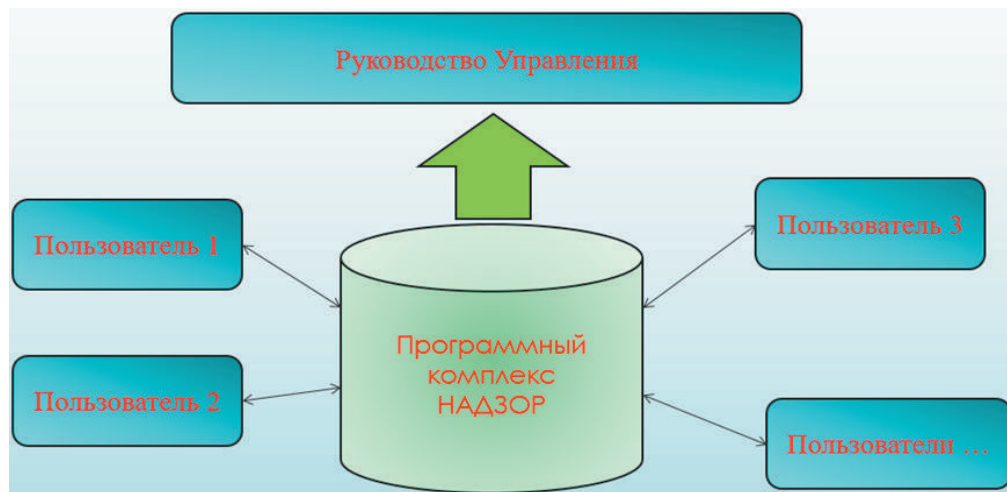 Руководство Управления
Пользователь 1
Пользователь 3
Программный
комплекс
НАДЗОР
Пользователь 2
Пользователи ...